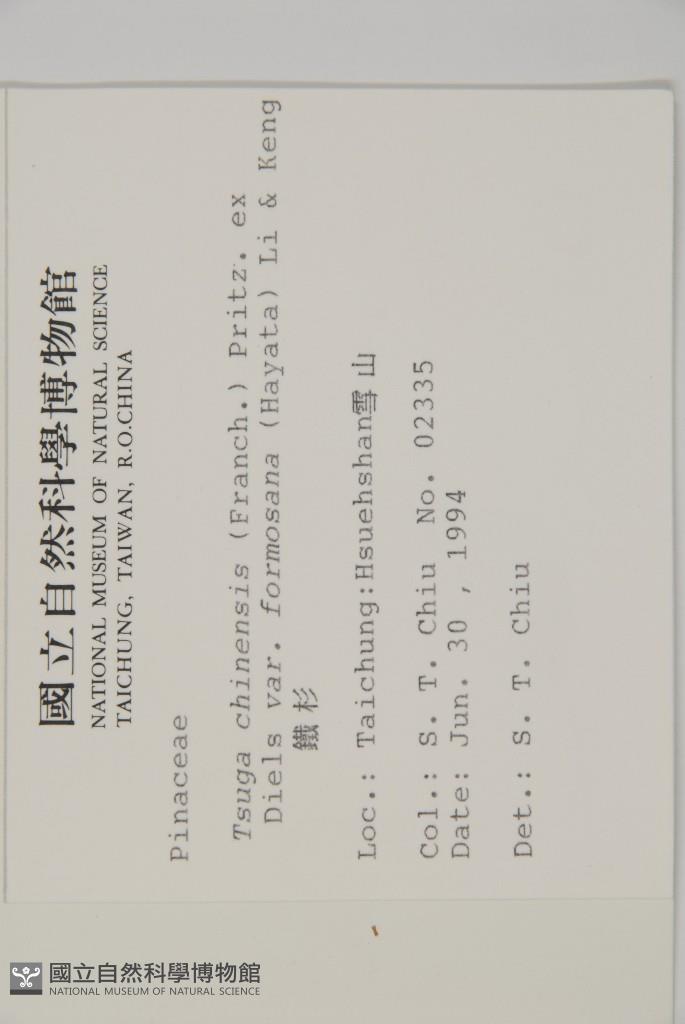 國立自然科學博物館
NATIONAL MUSEUM OF NATURAL SCIENCE
TAICHUNG, TAIWAN, R.O.CHINA
Pinaceae
Tsuga chinensis (Franch.) Pritz. ex
Diels var. formosana (Hayata) Li & Keng
鐵杉
Loc.: Taichung:Hsuehshan雪山
Col.: S. T. Chiu No. 02335
Date: Jun. 30 , 1994
Det.: S. T. Chiu
國立自然科學博物館
NATIONAL MUSEUM OF NATURAL SCIENCE